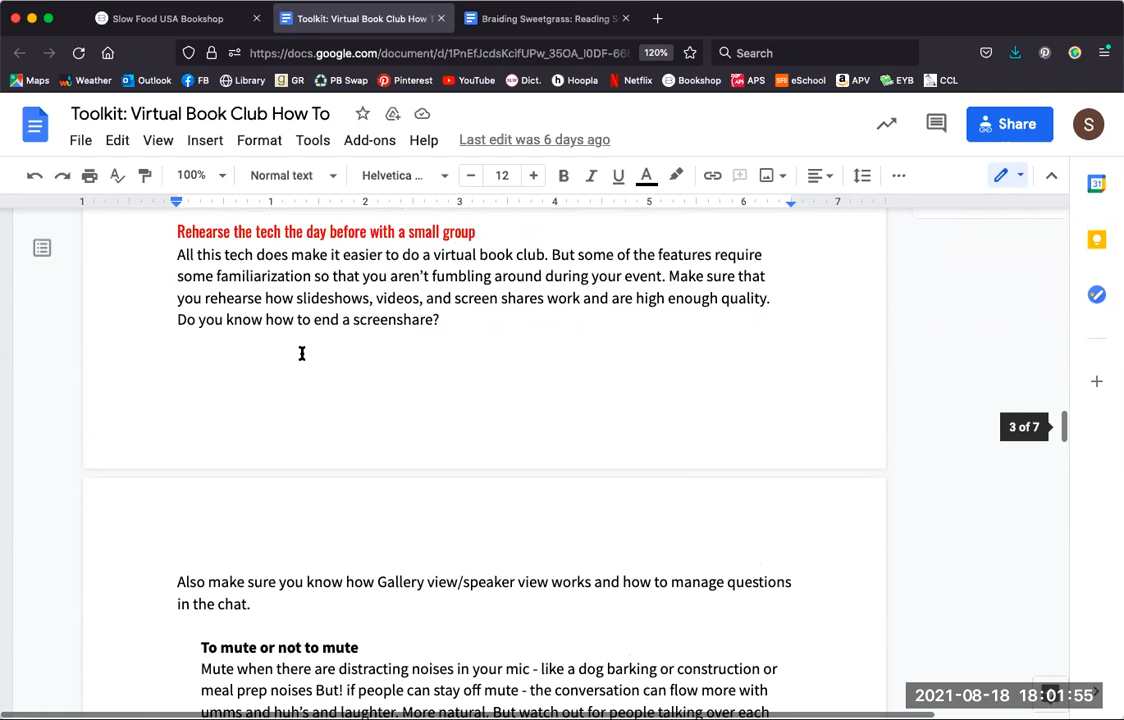 Slow Food USA Bookshop
Toolkit: Virtual Book Club How T
Braiding Sweetgrass: Reading S
https://docs.google.com/document/d/1PnEfJcdsKcifUPw_35OA_I0DF-66
120%
Search
Maps
Weather
Outlook
FB
Library
GR
PB Swap
Pinterest
YouTube
Dict.
Hoopla
Netflix
Bookshop
APS
eSchool
APV
EYB
CCL
Toolkit: Virtual Book Club How To
File Edit View Insert Format Tools Add-ons Help Last edit was 6 days ago
Share
S
100% Normal text Helvetica ... 12 B I U A
1 1 2 3 4 5 6 7
31
Rehearse the tech the day before with a small group
All this tech does make it easier to do a virtual book club. But some of the features require
some familiarization so that you aren't fumbling around during your event. Make sure that
you rehearse how slideshows, videos, and screen shares work and are high enough quality.
Do you know how to end a screenshare?
3 of 7
Also make sure you know how Gallery view/speaker view works and how to manage questions
in the chat.
To mute or not to mute
Mute when there are distracting noises in your mic - like a dog barking or construction or
meal prep noises But! if people can stay off mute - the conversation can flow more with
umms and huh's and laughter. More natural. But watch out for people talking over each
2021-08-18 18:01:55